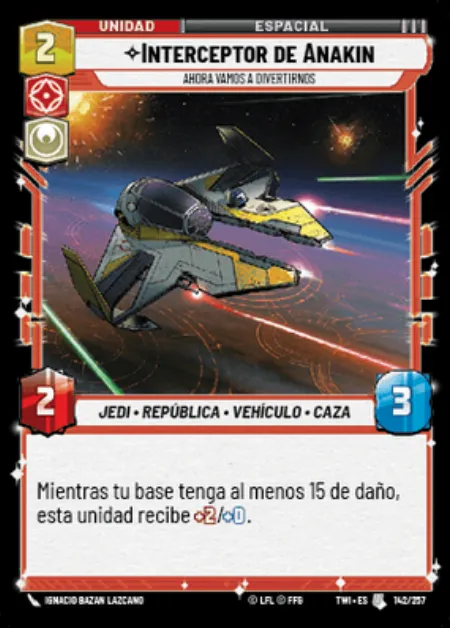 UNIDAD ESPACIAL
2
INTERCEPTOR DE ANAKIN
AHORA VAMOS A DIVERTIRNOS
2
JEDI • REPÚBLICA • VEHÍCULO • CAZA
3
Mientras tu base tenga al menos 15 de daño,
esta unidad recibe +2/+0.
IGNACIO BAZAN LAZCANO © LFL © FFG TWI • ES 142/257